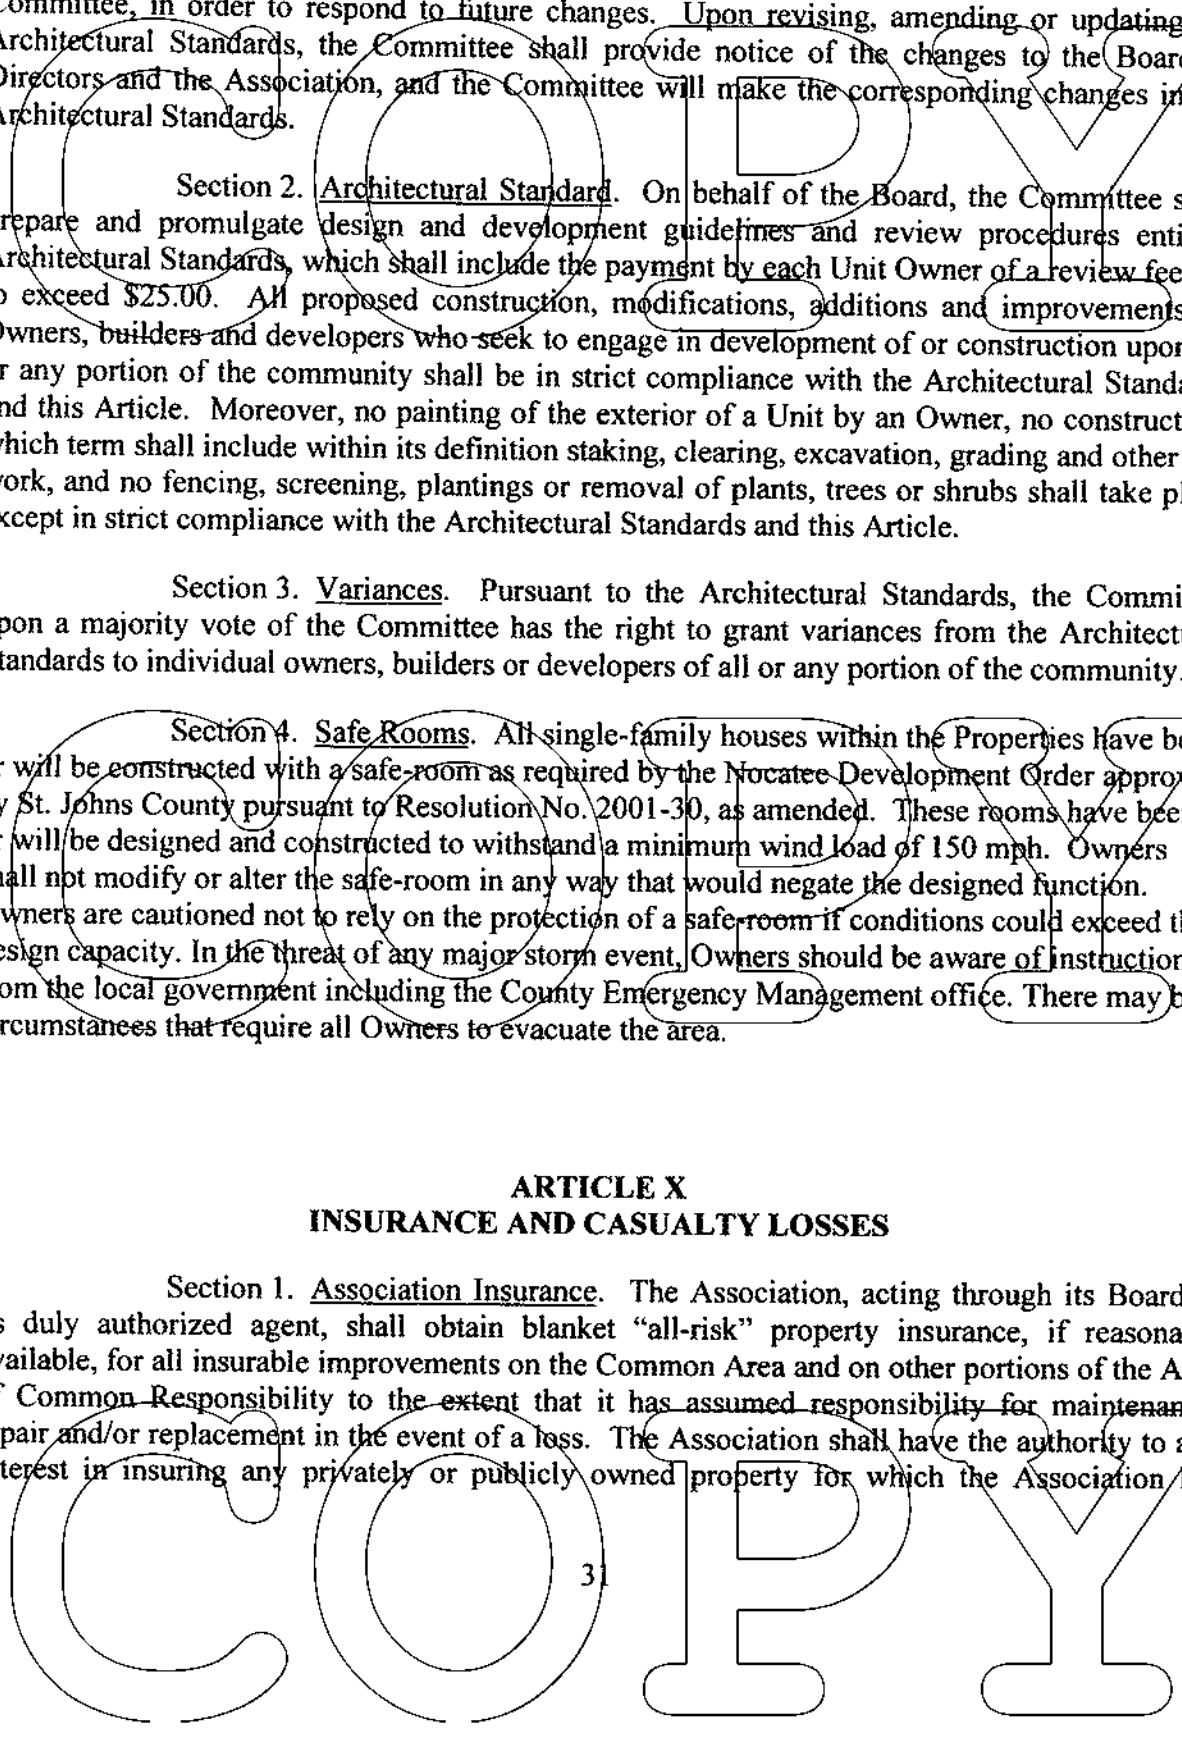 ommittee, in order to respond to future changes. Upon revising, amending or updating
Architectural Standards, the Committee shall provide notice of the changes to the Board
Directors and the Association, and the Committee will make the corresponding changes in
Architectural Standards.
Section 2. Architectural Standard. On behalf of the Board, the Committee s
repare and promulgate design and development guidelines and review procedures enti
Architectural Standards, which shall include the payment by each Unit Owner of a review fee
o exceed $25.00. All proposed construction, modifications, additions and improvements
Owners, builders and developers who seek to engage in development of or construction upon
r any portion of the community shall be in strict compliance with the Architectural Standa
nd this Article. Moreover, no painting of the exterior of a Unit by an Owner, no construct
which term shall include within its definition staking, clearing, excavation, grading and other
work, and no fencing, screening, plantings or removal of plants, trees or shrubs shall take pl
xcept in strict compliance with the Architectural Standards and this Article.
Section 3. Variances. Pursuant to the Architectural Standards, the Commi
pon a majority vote of the Committee has the right to grant variances from the Architect
tandards to individual owners, builders or developers of all or any portion of the community.
Section 4. Safe Rooms. All single-family houses within the Properties have be
r will be constructed with a safe-room as required by the Nocatee Development Order approv
y St. Johns County pursuant to Resolution No. 2001-30, as amended. These rooms have bee
r will be designed and constructed to withstand a minimum wind load of 150 mph. Owners
hall not modify or alter the safe-room in any way that would negate the designed function.
wners are cautioned not to rely on the protection of a safe-room if conditions could exceed t
esign capacity. In the threat of any major storm event, Owners should be aware of instruction
om the local government including the County Emergency Management office. There may b
rcumstances that require all Owners to evacuate the area.
ARTICLE X
INSURANCE AND CASUALTY LOSSES
Section 1. Association Insurance. The Association, acting through its Board
s duly authorized agent, shall obtain blanket “all-risk” property insurance, if reasona
vailable, for all insurable improvements on the Common Area and on other portions of the A
f Common Responsibility to the extent that it has assumed responsibility for maintenan
pair and/or replacement in the event of a loss. The Association shall have the authority to a
terest in insuring any privately or publicly owned property for which the Association
31
COPY
COPY
COPY